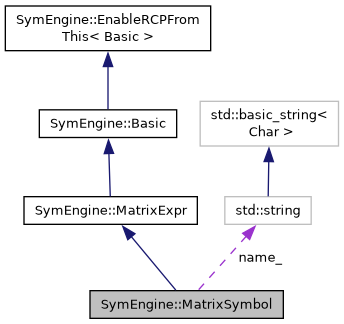 SymEngine::EnableRCPFrom
This< Basic >
std::basic_string<
Char >
SymEngine::Basic
SymEngine::MatrixExpr
std::string
name_
SymEngine::MatrixSymbol